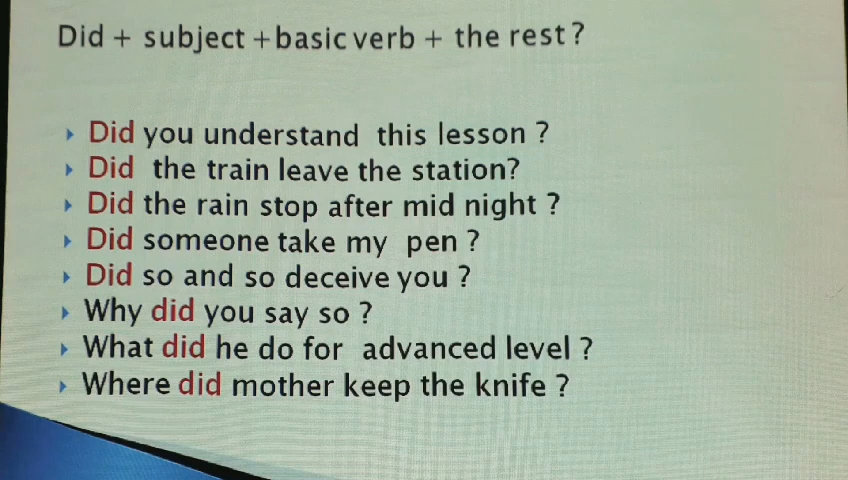 Did + subject + basic verb + the rest ?
Did you understand this lesson ?
Did the train leave the station?
Did the rain stop after mid night ?
Did someone take my pen ?
Did so and so deceive you ?
Why did you say so ?
What did he do for advanced level ?
Where did mother keep the knife ?